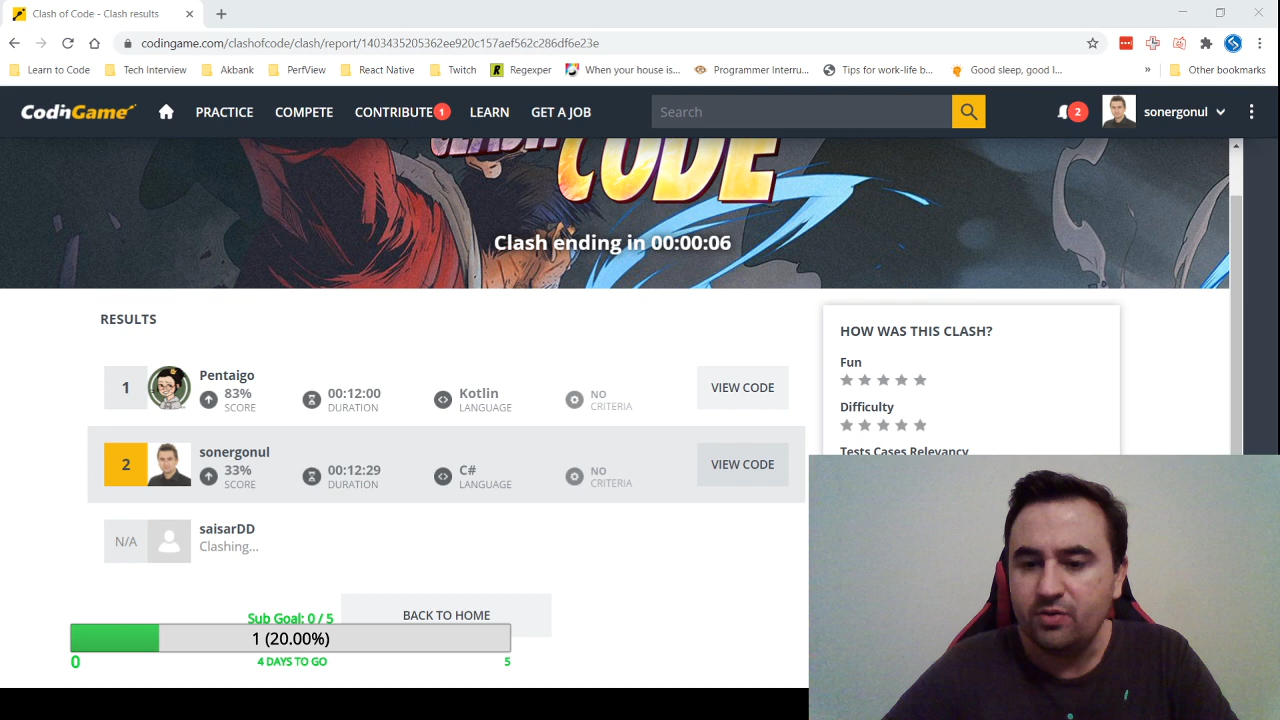 Clash of Code - Clash results
codingame.com/clashofcode/clash/report/1403435205362ee920c157aef562c286df6e23e
Learn to Code Tech Interview Akbank PerfView React Native Twitch Regexper When your house is... Programmer Interru... Tips for work-life b... Good sleep, good l... » Other bookmarks
CodinGame PRACTICE COMPETE CONTRIBUTE 1 LEARN GET A JOB Search 2 sonergonul
CLASH
CODE
Clash ending in 00:00:06
RESULTS
1 Pentaigo
83% 00:12:00 Kotlin NO
SCORE DURATION LANGUAGE CRITERIA
VIEW CODE
2 sonergonul
33% 00:12:29 C# NO
SCORE DURATION LANGUAGE CRITERIA
VIEW CODE
N/A saisarDD
Clashing...
BACK TO HOME
HOW WAS THIS CLASH?
Fun
Difficulty
Tests Cases Relevancy
Sub Goal: 0 / 5
1 (20.00%)
0 4 DAYS TO GO 5